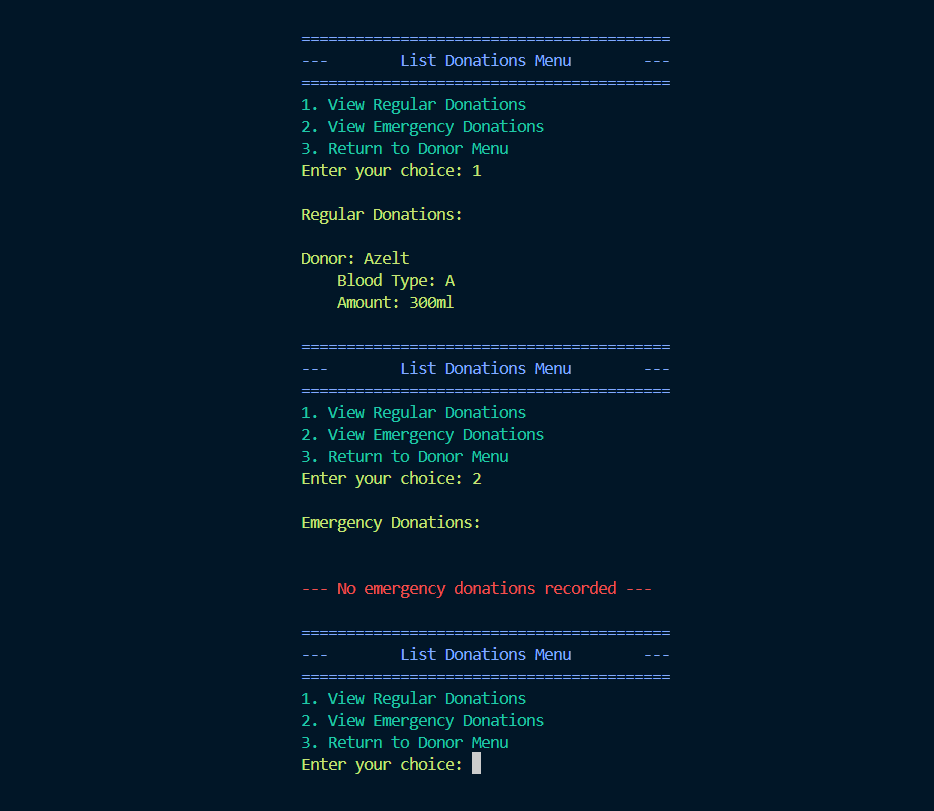 =========================================
---        List Donations Menu        ---
=========================================
1. View Regular Donations
2. View Emergency Donations
3. Return to Donor Menu
Enter your choice: 1
Regular Donations:
Donor: Azelt
    Blood Type: A
    Amount: 300ml
=========================================
---        List Donations Menu        ---
=========================================
1. View Regular Donations
2. View Emergency Donations
3. Return to Donor Menu
Enter your choice: 2
Emergency Donations:
--- No emergency donations recorded ---
=========================================
---        List Donations Menu        ---
=========================================
1. View Regular Donations
2. View Emergency Donations
3. Return to Donor Menu
Enter your choice: